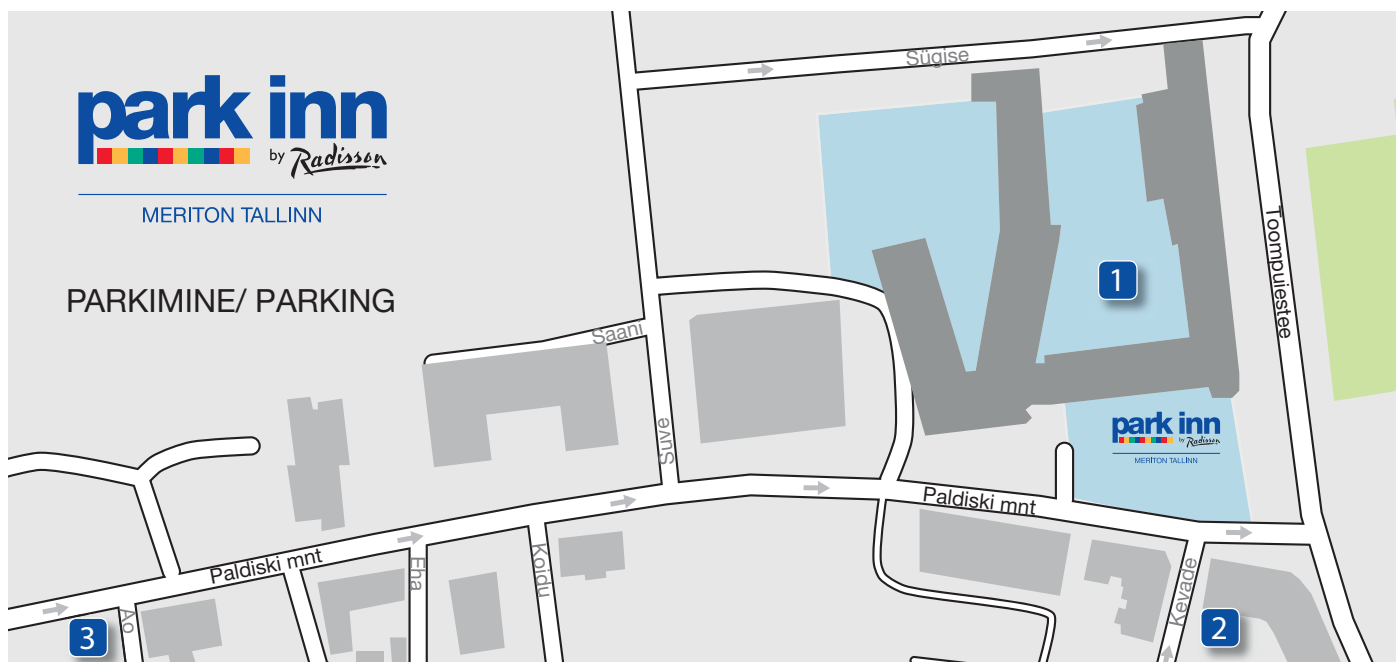 park inn
by Radisson
MERITON TALLINN
PARKIMINE/ PARKING
Sügise
Toompuiestee
1
Saani
Suve
park inn
by Radisson
MERITON TALLINN
Paldiski mnt
Paldiski mnt
Eha
Koidu
Kevade
Ao
3
2